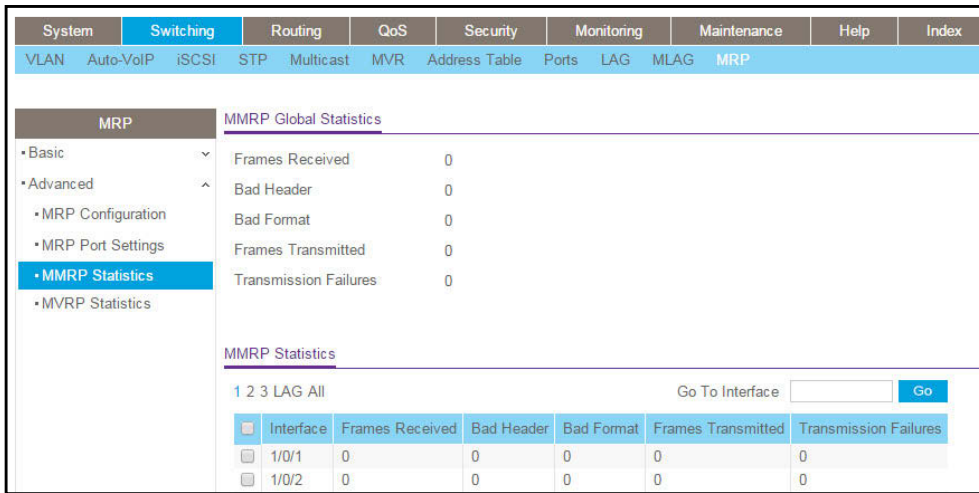 System Switching Routing QoS Security Monitoring Maintenance Help Index
VLAN Auto-VoIP iSCSI STP Multicast MVR Address Table Ports LAG MLAG MRP
MRP
Basic
Advanced
MRP Configuration
MRP Port Settings
MMRP Statistics
MVRP Statistics
MMRP Global Statistics
Frames Received 0
Bad Header 0
Bad Format 0
Frames Transmitted 0
Transmission Failures 0
MMRP Statistics
1 2 3 LAG All Go To Interface Go
Interface Frames Received Bad Header Bad Format Frames Transmitted Transmission Failures
1/0/1 0 0 0 0 0
1/0/2 0 0 0 0 0